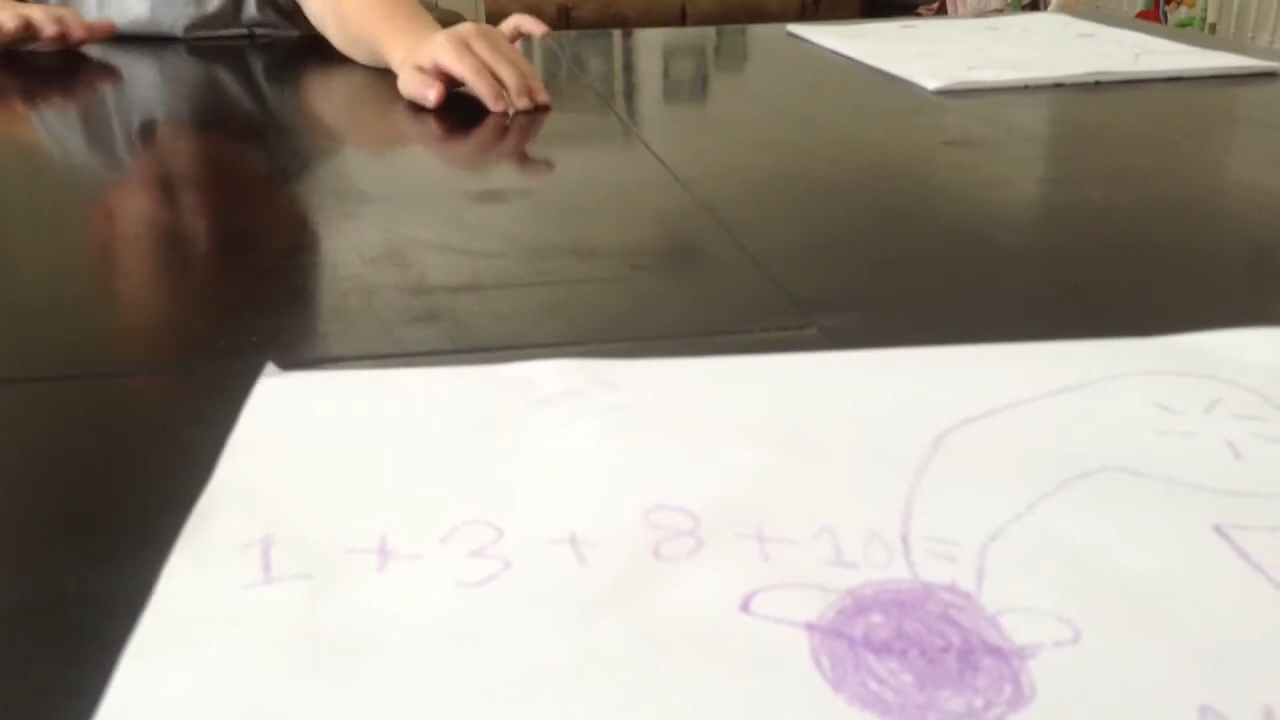 1 + 3 + 8 + 10 =